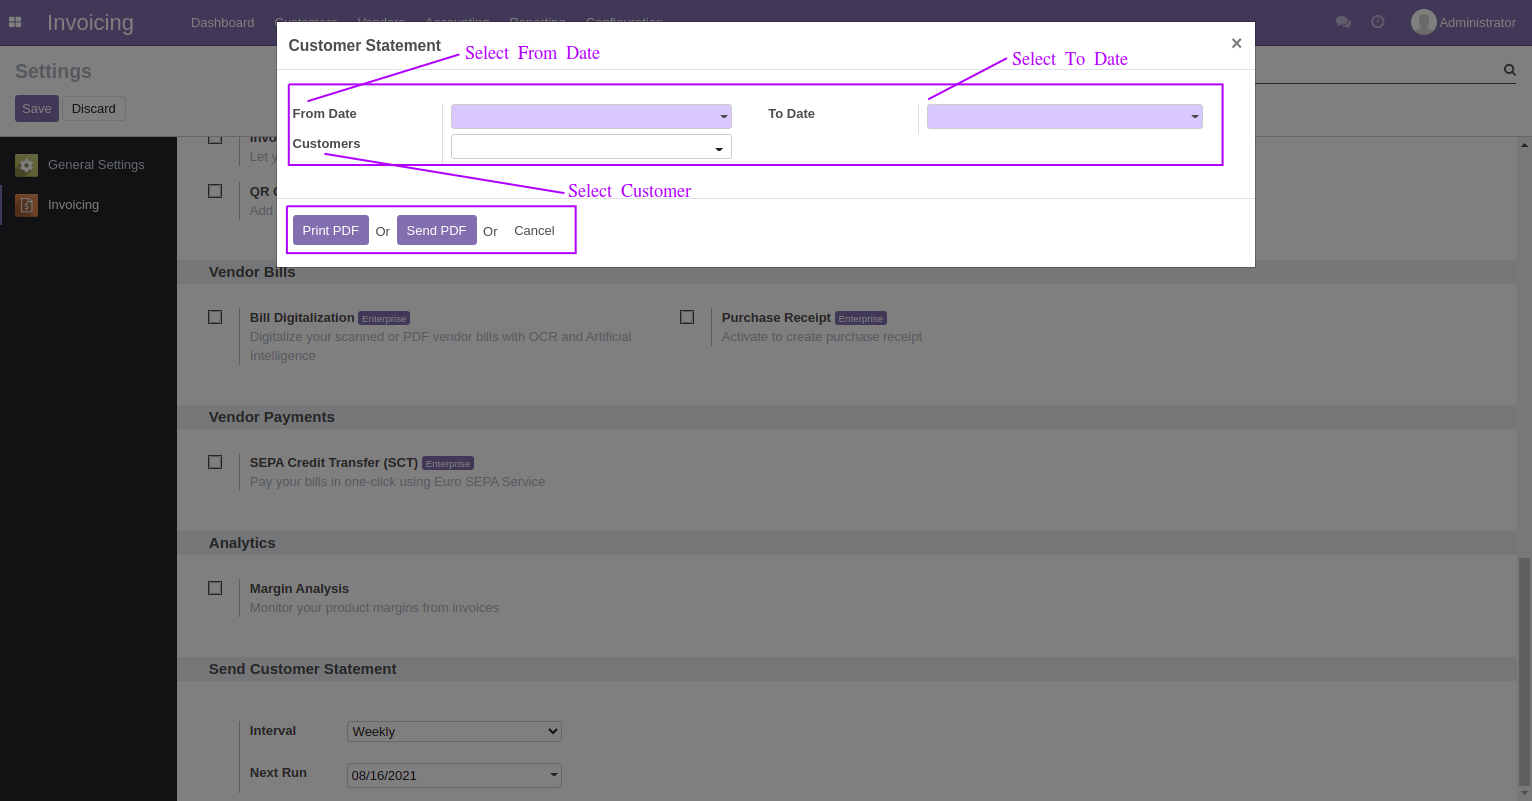 Invoicing
Dashboard Customers Vendors Accounting Reporting Configuration
Administrator
Customer Statement
×
Select From Date
Select To Date
Settings
Save Discard
From Date
To Date
Customers
Select Customer
Print PDF Or Send PDF Or Cancel
General Settings
Invoicing
Invo
Let y
QR
Add
Vendor Bills
Bill Digitalization Enterprise
Digitalize your scanned or PDF vendor bills with OCR and Artificial
Intelligence
Purchase Receipt Enterprise
Activate to create purchase receipt
Vendor Payments
SEPA Credit Transfer (SCT) Enterprise
Pay your bills in one-click using Euro SEPA Service
Analytics
Margin Analysis
Monitor your product margins from invoices
Send Customer Statement
Interval Weekly
Next Run 08/16/2021